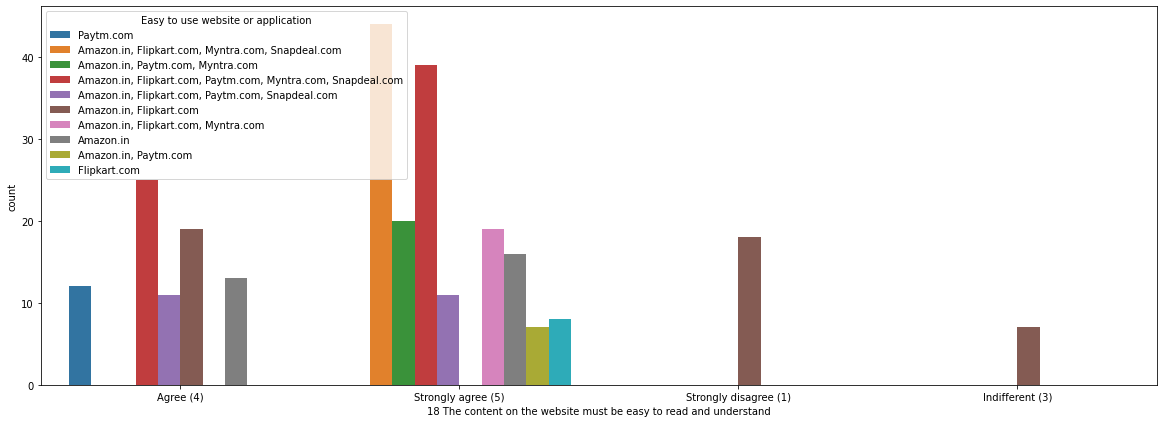 Easy to use website or application
Paytm.com
Amazon.in, Flipkart.com, Myntra.com, Snapdeal.com
Amazon.in, Paytm.com, Myntra.com
Amazon.in, Flipkart.com, Paytm.com, Myntra.com, Snapdeal.com
Amazon.in, Flipkart.com, Paytm.com, Snapdeal.com
Amazon.in, Flipkart.com
Amazon.in, Flipkart.com, Myntra.com
Amazon.in
Amazon.in, Paytm.com
Flipkart.com
count
40
30
20
10
0
Agree (4) Strongly agree (5) Strongly disagree (1) Indifferent (3)
18 The content on the website must be easy to read and understand